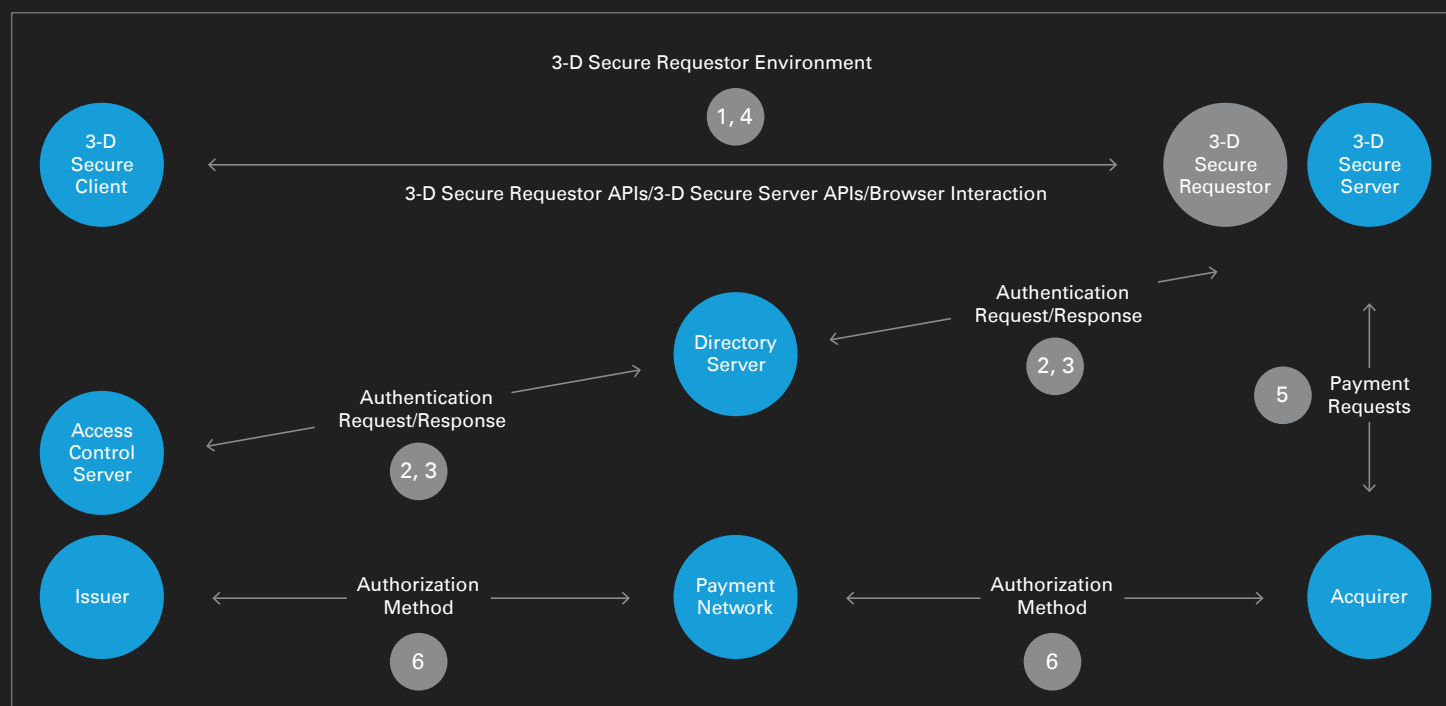 3-D Secure Requestor Environment
1, 4
3-D
Secure
Client
3-D
Secure
Requestor
3-D
Secure
Server
3-D Secure Requestor APIs/3-D Secure Server APIs/Browser Interaction
Authentication
Request/Response
2, 3
Directory
Server
5
Payment
Requests
Authentication
Request/Response
2, 3
Access
Control
Server
Issuer
Authorization
Method
6
Payment
Network
Authorization
Method
6
Acquirer